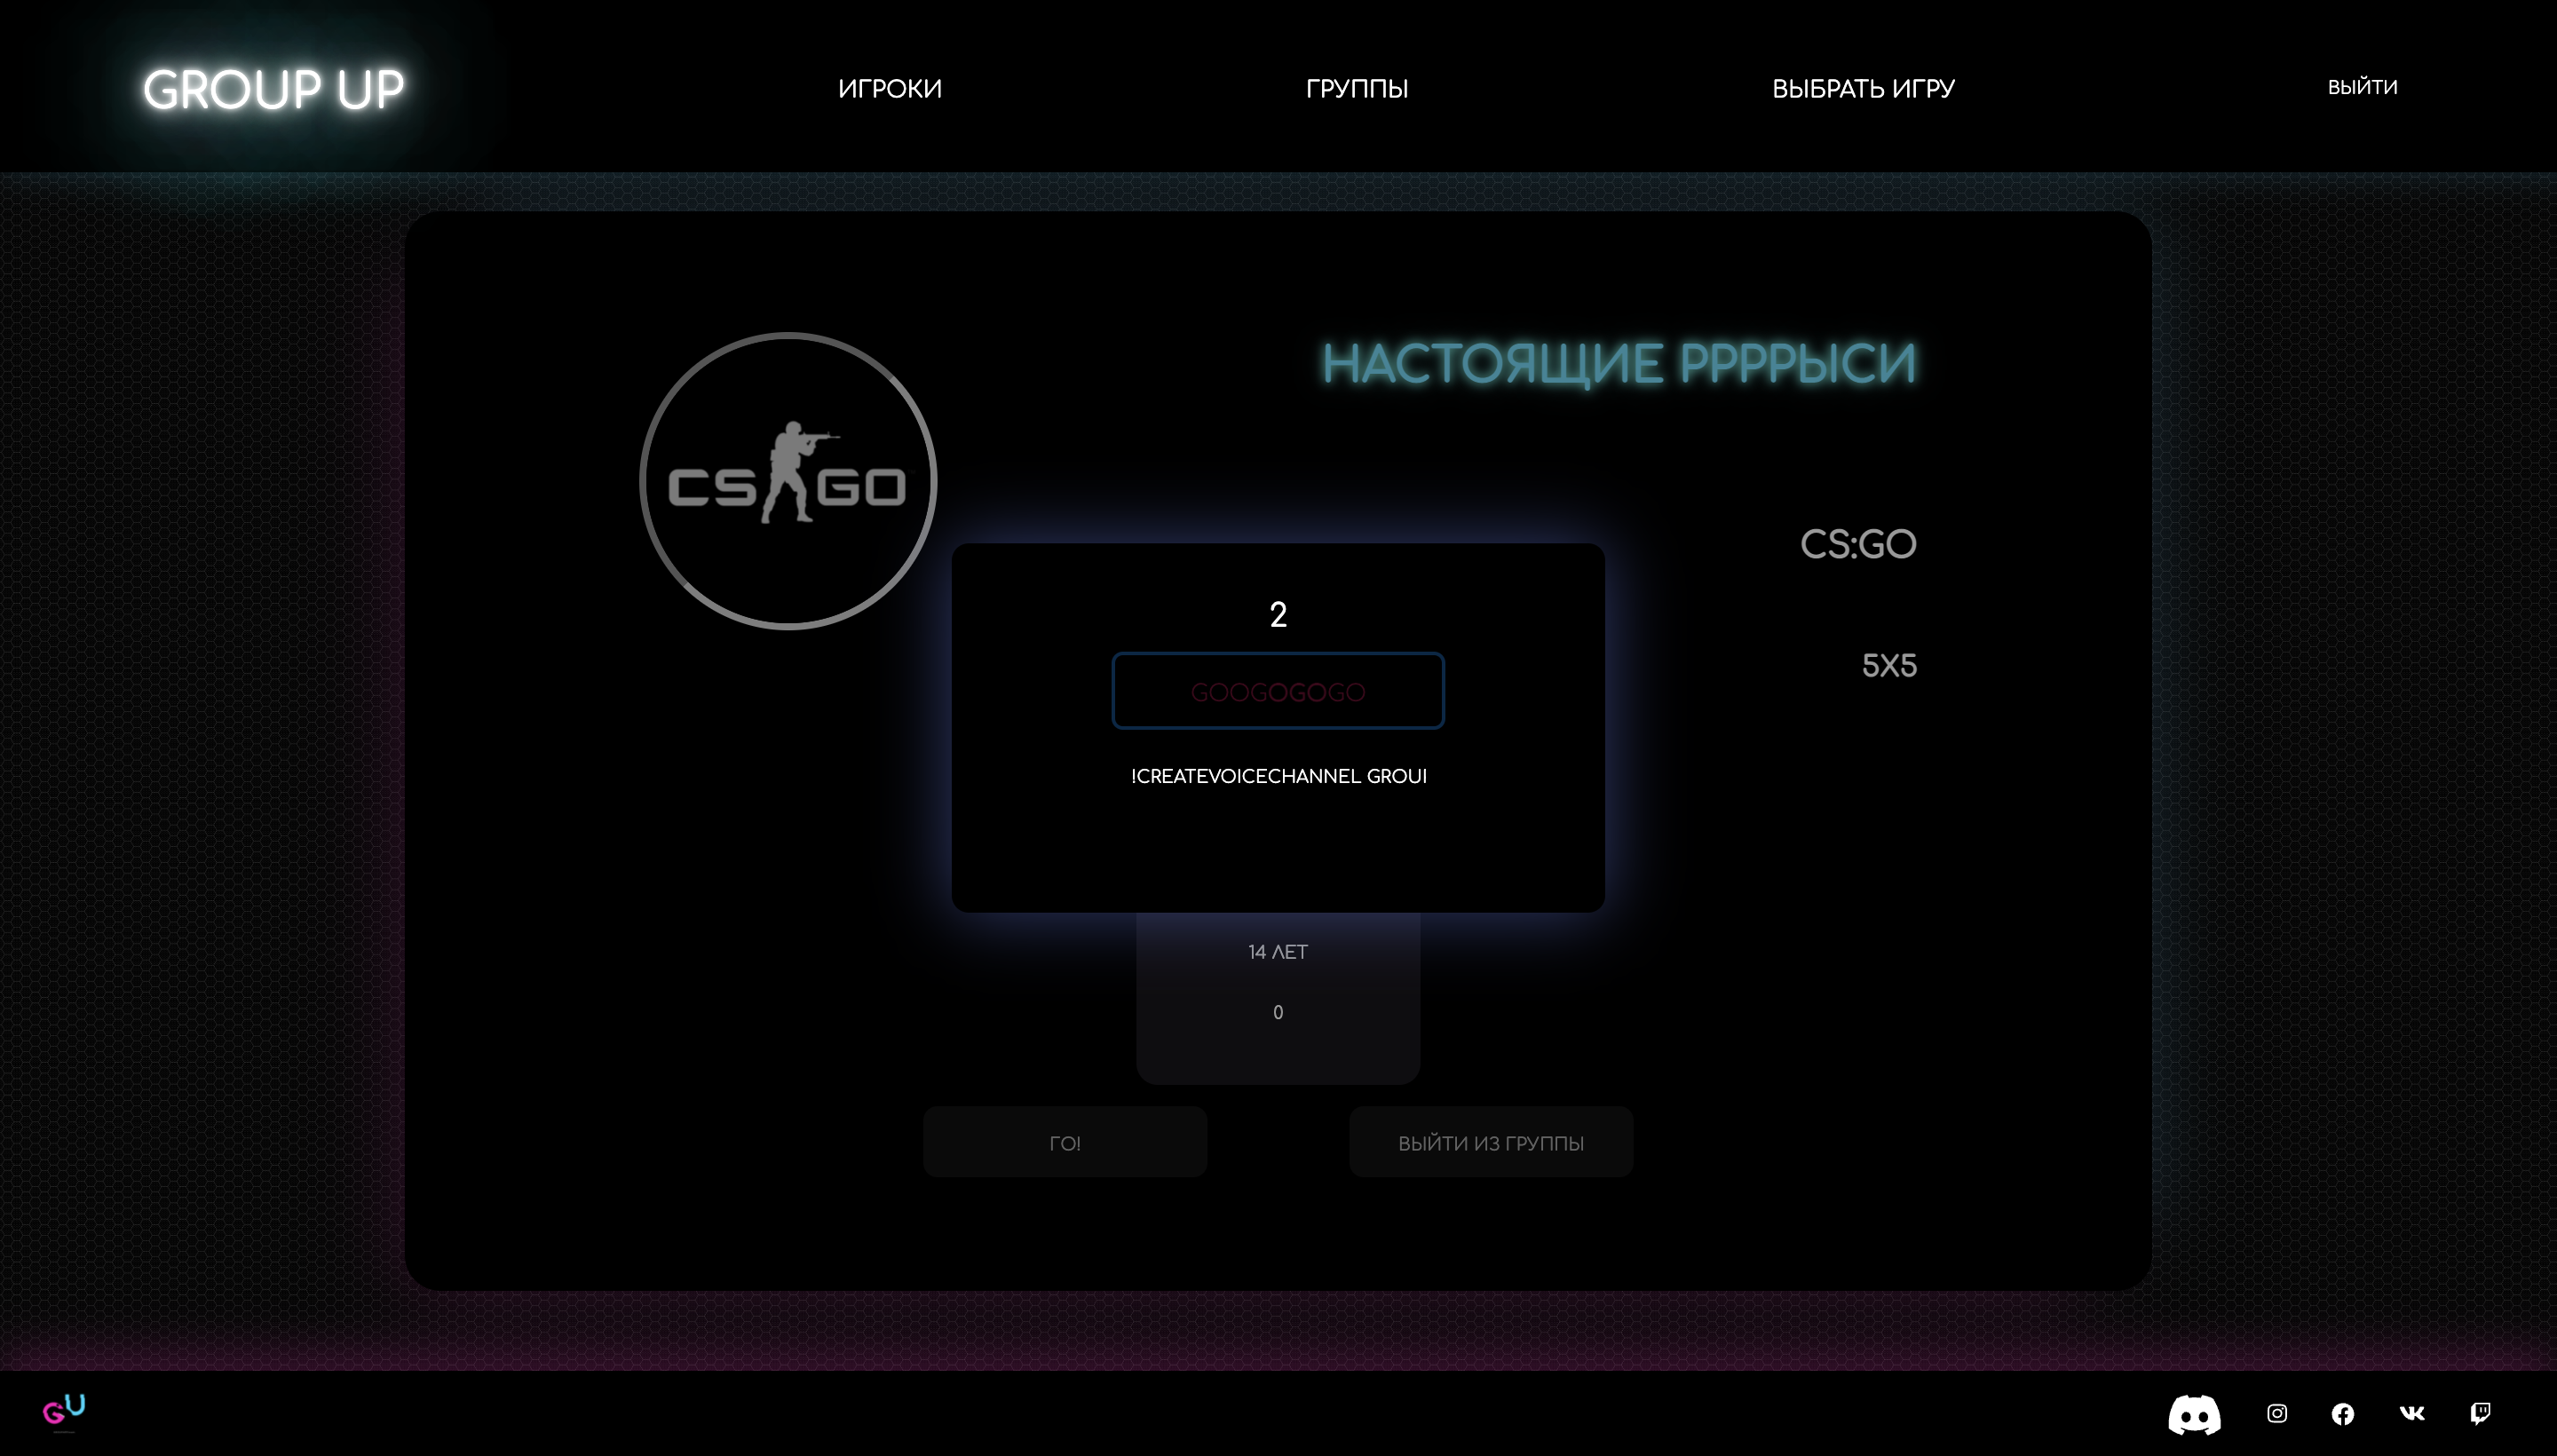 GROUP UP
ИГРОКИ
ГРУППЫ
ВЫБРАТЬ ИГРУ
ВЫЙТИ
НАСТОЯЩИЕ РРРРЫСИ
CS GO
CS:GO
5X5
2
GOOGOGOGO
!CREATEVOICECHANNEL GROUI
14 ЛЕТ
0
ГО!
ВЫЙТИ ИЗ ГРУППЫ
GU